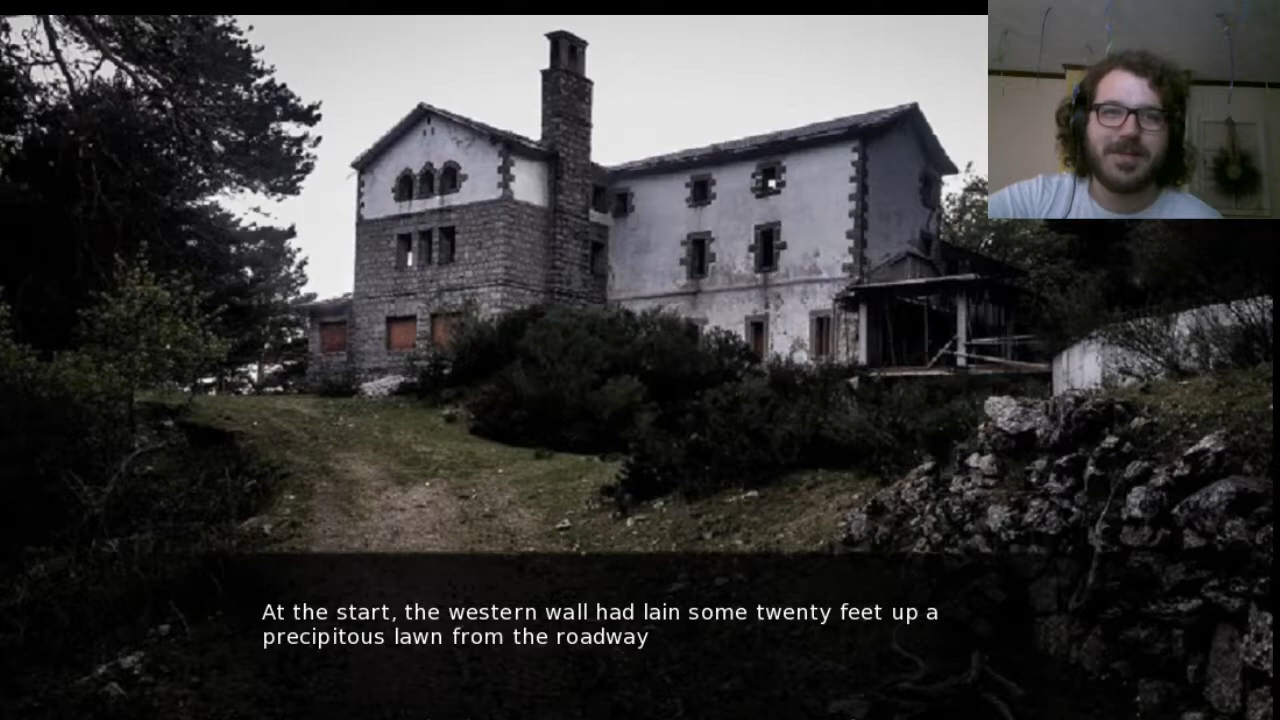 At the start, the western wall had lain some twenty feet up a
precipitous lawn from the roadway